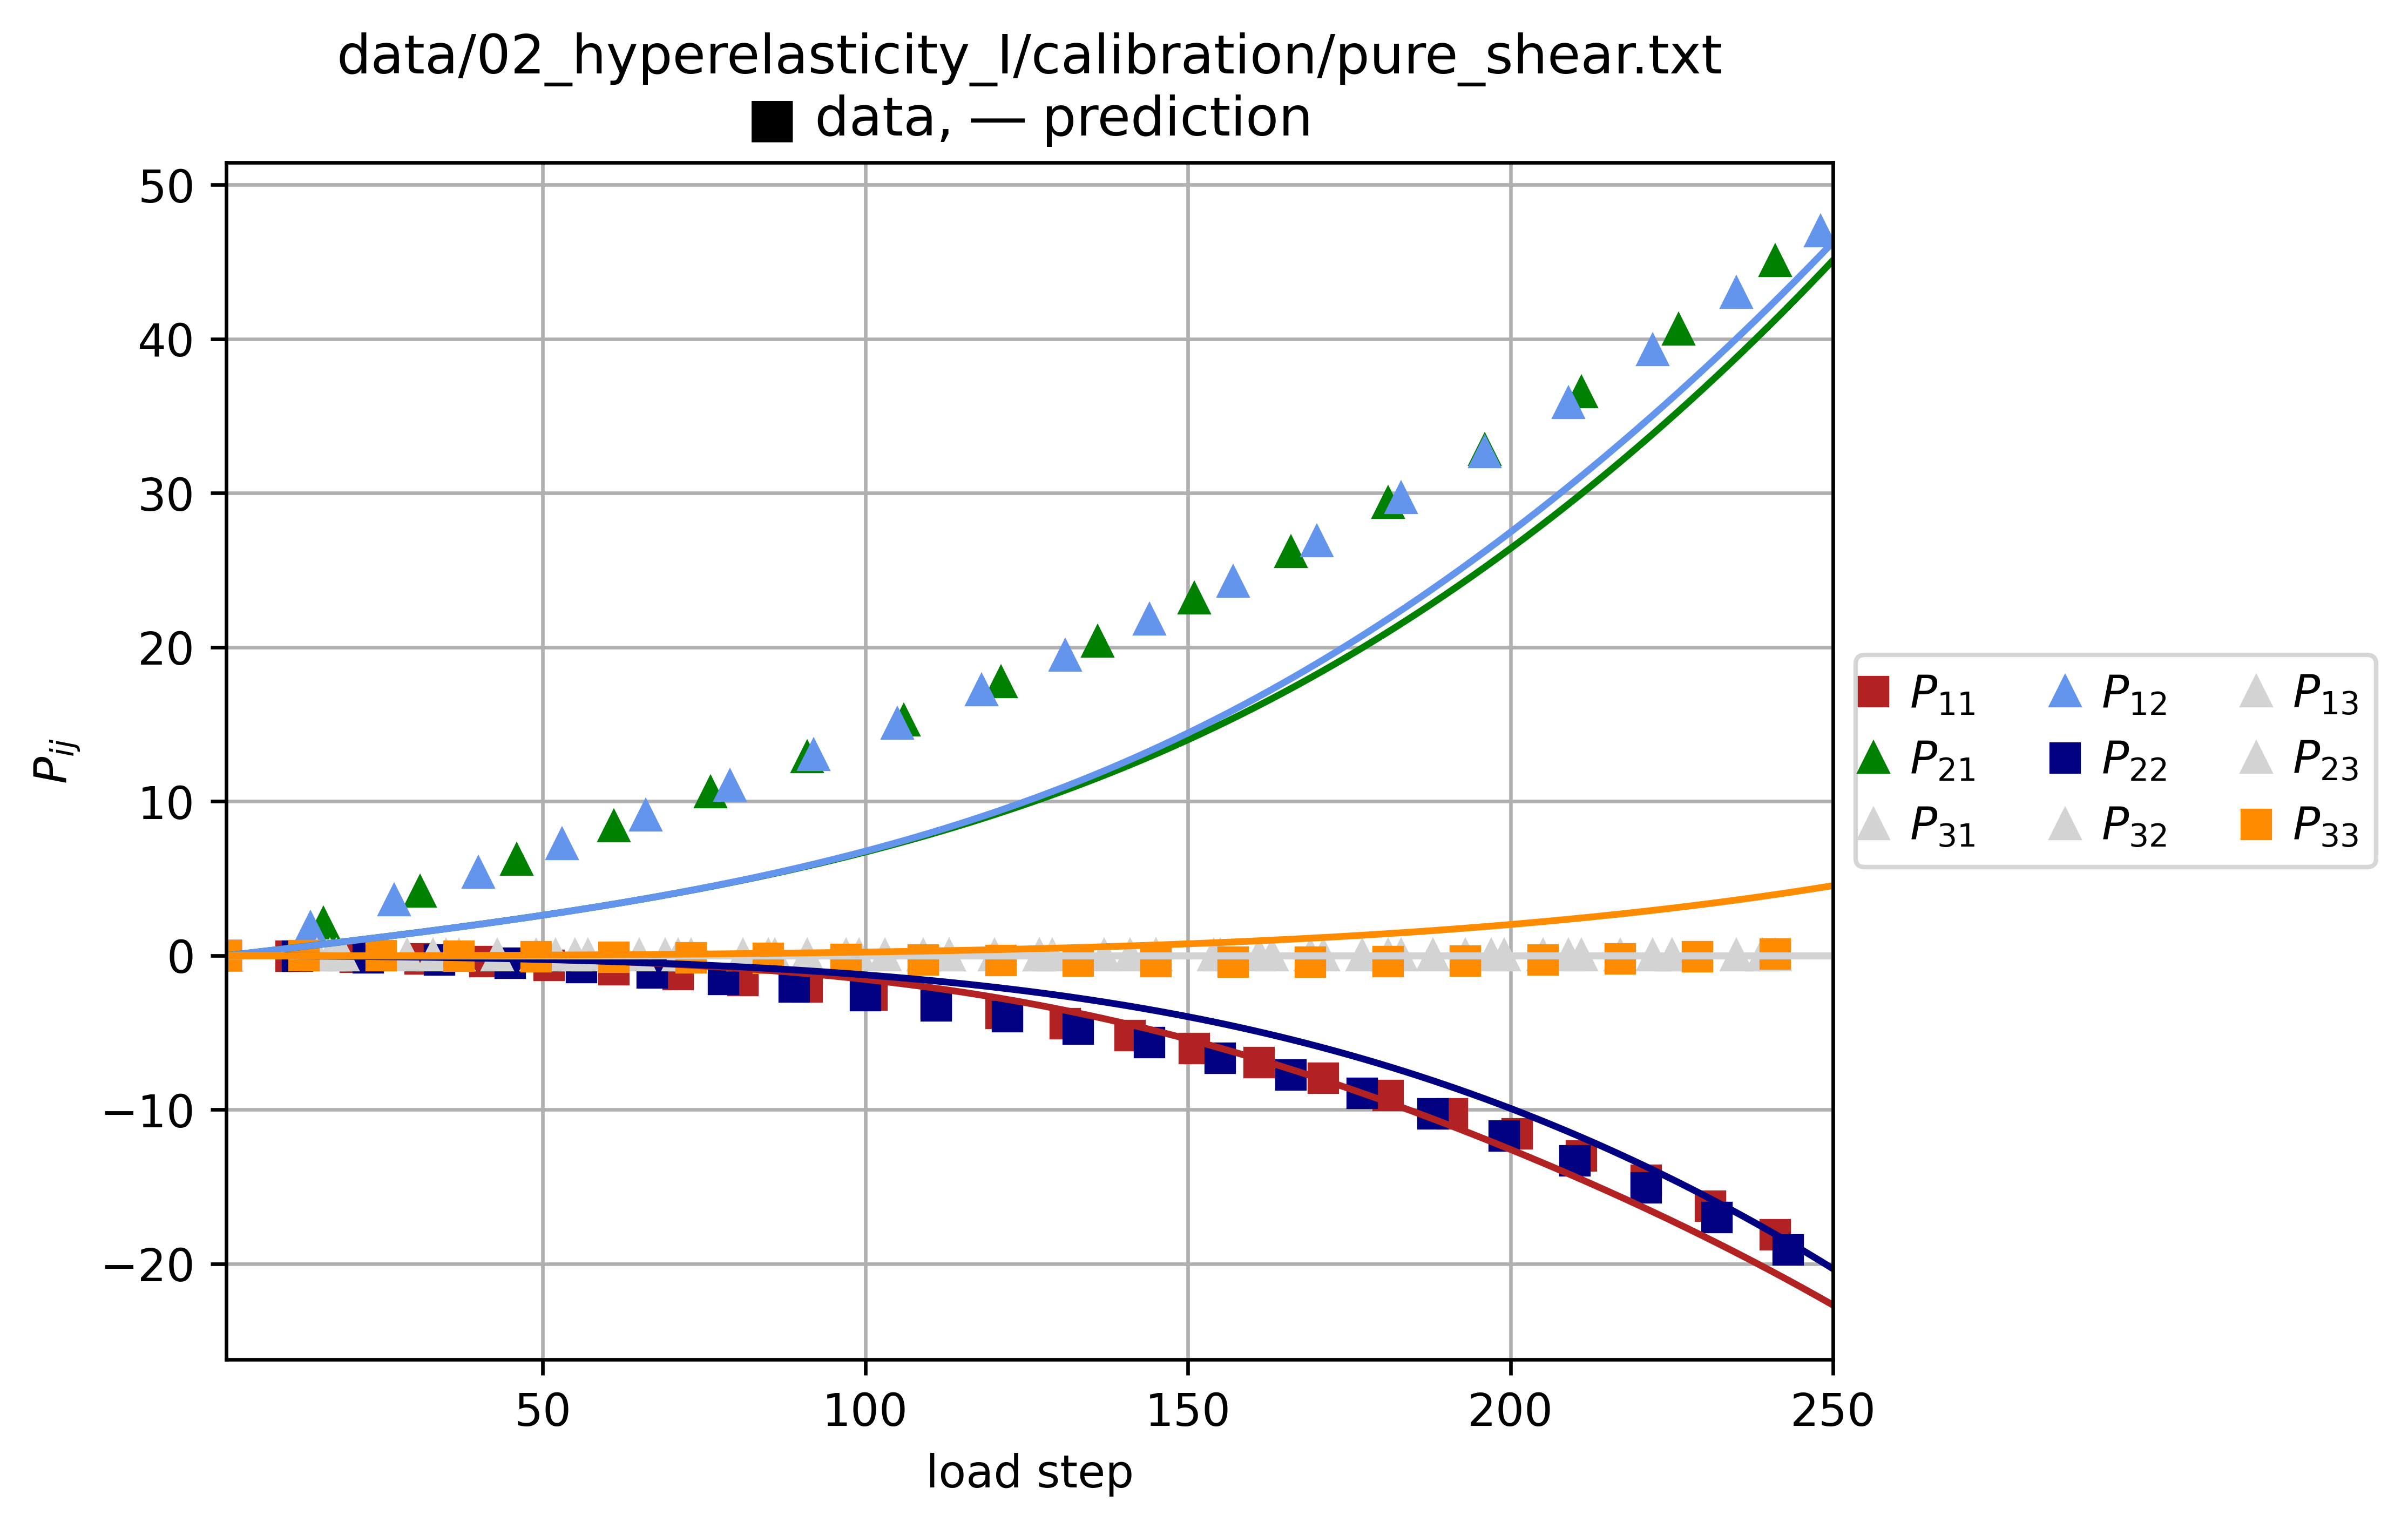 data/02_hyperelasticity_I/calibration/pure_shear.txt
■ data, — prediction
50
40
30
20
10
0
−10
−20
P_ij
50 100 150 200 250
load step
P_11 P_12 P_13
P_21 P_22 P_23
P_31 P_32 P_33